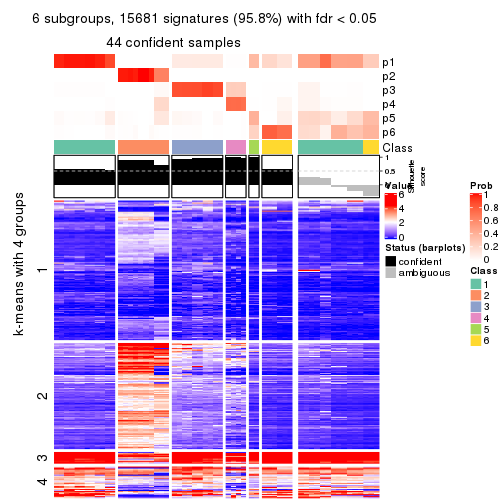 6 subgroups, 15681 signatures (95.8%) with fdr < 0.05
44 confident samples
p1
p2
p3
p4
p5
p6
Class
1
0.5
0
Silhouette
score
k-means with 4 groups
1
2
3
4
Value
6
4
2
0
Status (barplots)
confident
ambiguous
Prob
1
0.8
0.6
0.4
0.2
0
Class
1
2
3
4
5
6